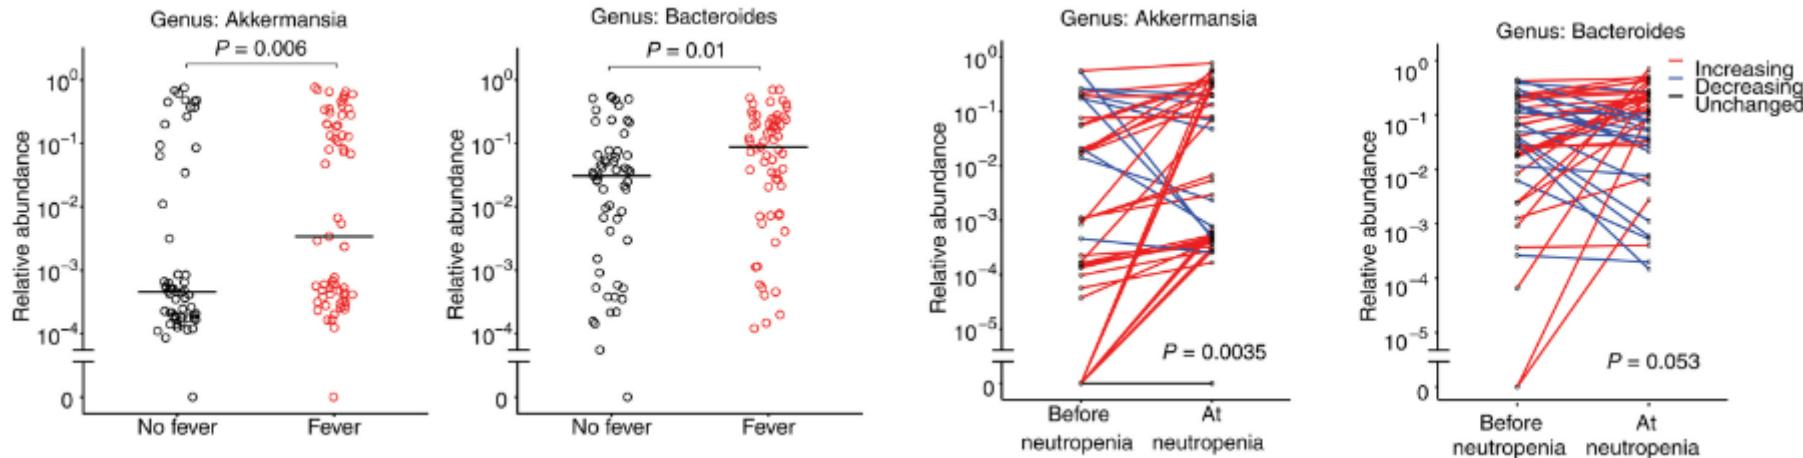 Genus: Akkermansia
P = 0.006
Relative abundance
10^0
10^-1
10^-2
10^-3
10^-4
0
No fever
Fever
Genus: Bacteroides
P = 0.01
Relative abundance
10^0
10^-1
10^-2
10^-3
10^-4
0
No fever
Fever
Genus: Akkermansia
Relative abundance
10^0
10^-1
10^-2
10^-3
10^-4
10^-5
0
P = 0.0035
Before
neutropenia
At
neutropenia
Genus: Bacteroides
Relative abundance
10^0
10^-1
10^-2
10^-3
10^-4
10^-5
0
P = 0.053
Before
neutropenia
At
neutropenia
Increasing
Decreasing
Unchanged